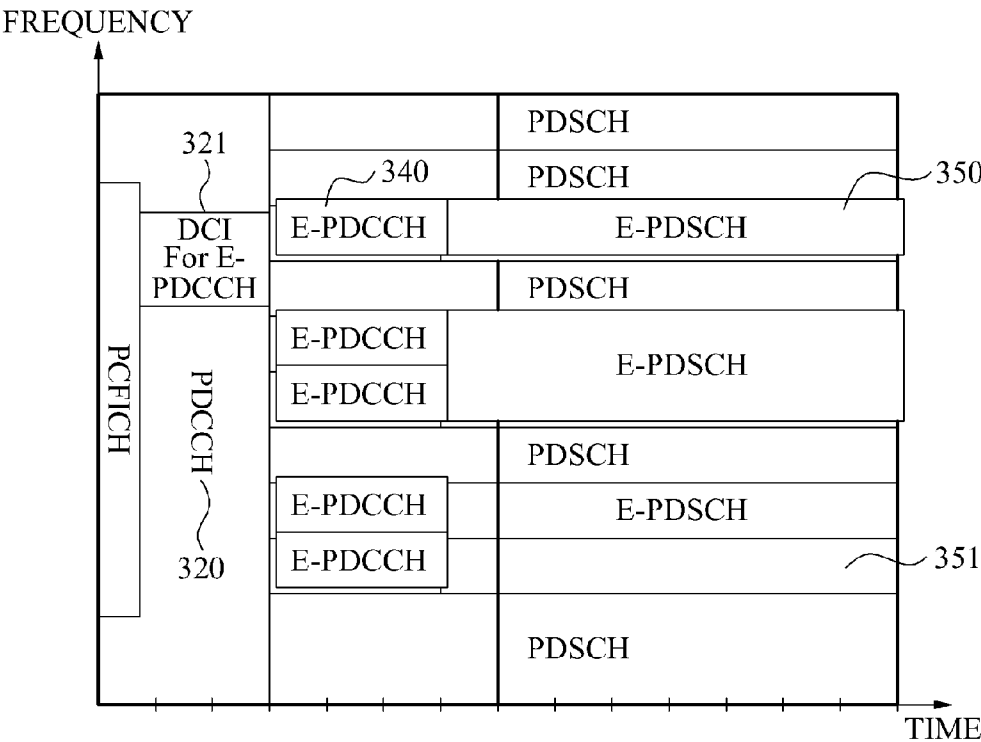 FREQUENCY
PDSCH
321
PDSCH
340
350
DCI
For E-
PDCCH
E-PDCCH
E-PDSCH
PDSCH
E-PDCCH
E-PDSCH
E-PDCCH
PCFICH
PDCCH
PDSCH
E-PDCCH
E-PDSCH
E-PDCCH
320
351
PDSCH
TIME